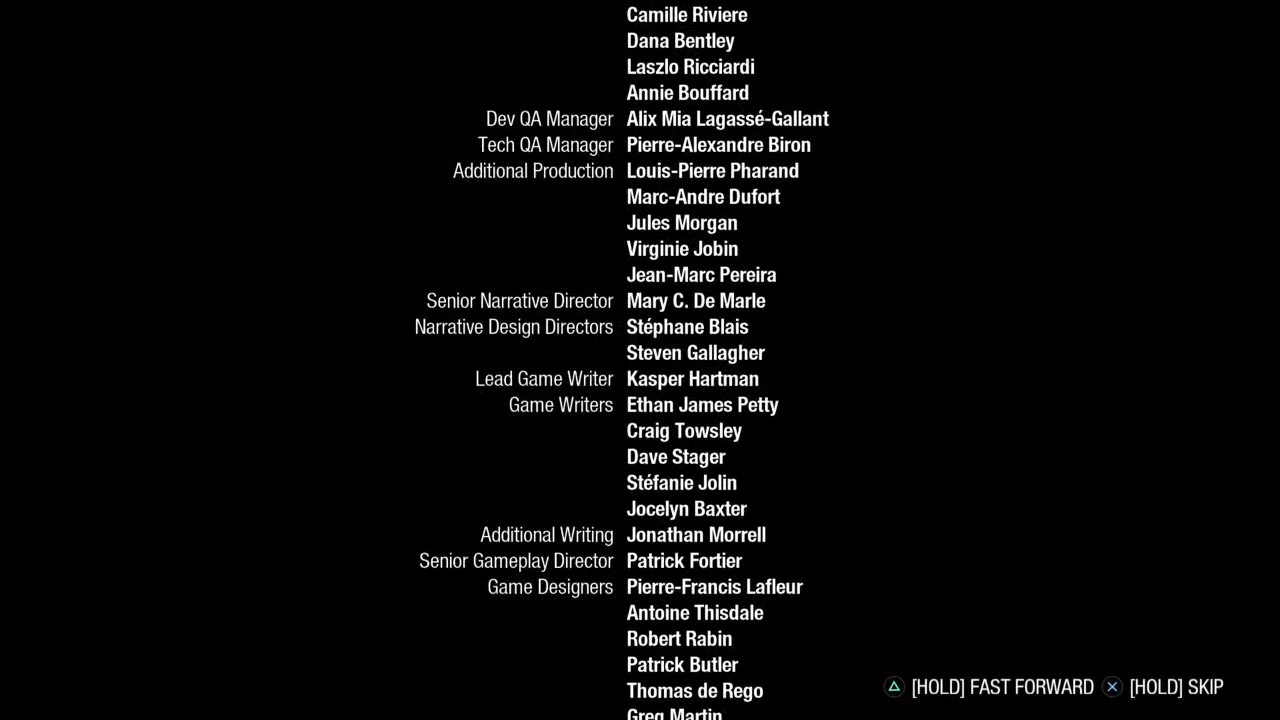 Camille Riviere
Dana Bentley
Laszlo Ricciardi
Annie Bouffard
Dev QA Manager Alix Mia Lagassé-Gallant
Tech QA Manager Pierre-Alexandre Biron
Additional Production Louis-Pierre Pharand
Marc-Andre Dufort
Jules Morgan
Virginie Jobin
Jean-Marc Pereira
Senior Narrative Director Mary C. De Marle
Narrative Design Directors Stéphane Blais
Steven Gallagher
Lead Game Writer Kasper Hartman
Game Writers Ethan James Petty
Craig Towsley
Dave Stager
Stéfanie Jolin
Jocelyn Baxter
Additional Writing Jonathan Morrell
Senior Gameplay Director Patrick Fortier
Game Designers Pierre-Francis Lafleur
Antoine Thisdale
Robert Rabin
Patrick Butler
Thomas de Rego
Greg Martin
[HOLD] FAST FORWARD [HOLD] SKIP